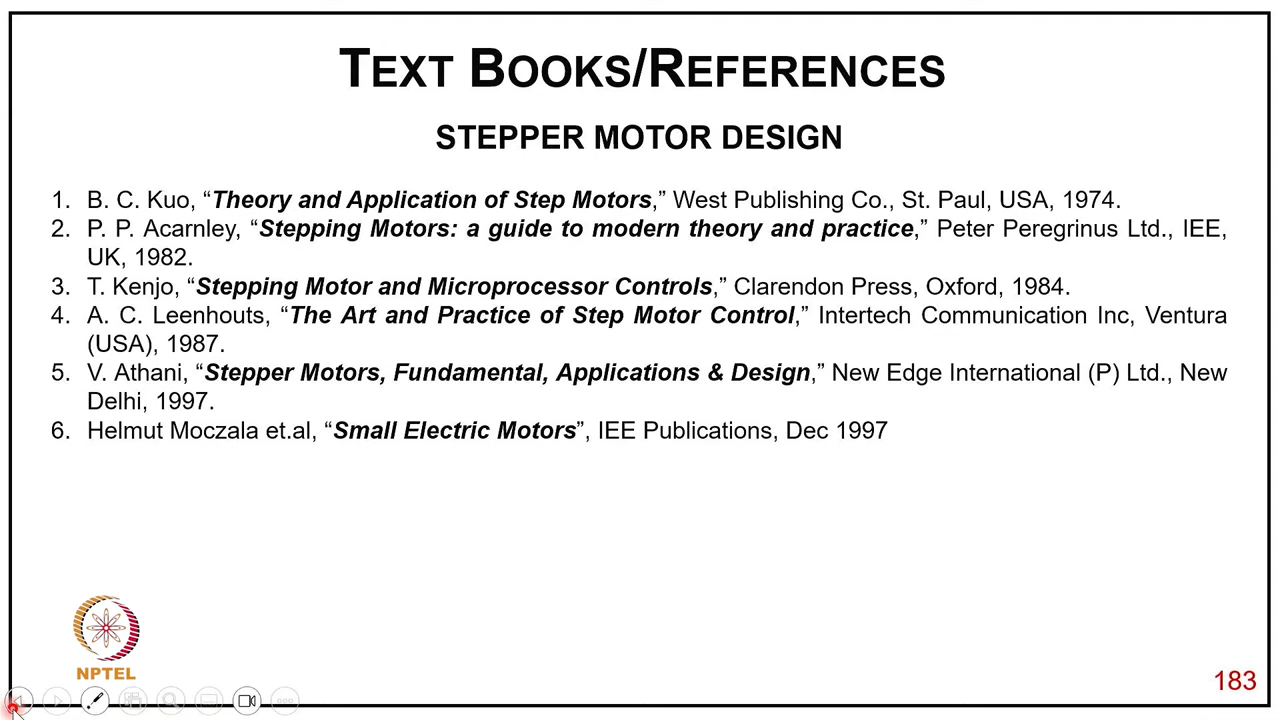 TEXT BOOKS/REFERENCES
STEPPER MOTOR DESIGN
1. B. C. Kuo, “Theory and Application of Step Motors,” West Publishing Co., St. Paul, USA, 1974.
2. P. P. Acarnley, “Stepping Motors: a guide to modern theory and practice,” Peter Peregrinus Ltd., IEE,
UK, 1982.
3. T. Kenjo, “Stepping Motor and Microprocessor Controls,” Clarendon Press, Oxford, 1984.
4. A. C. Leenhouts, “The Art and Practice of Step Motor Control,” Intertech Communication Inc, Ventura
(USA), 1987.
5. V. Athani, “Stepper Motors, Fundamental, Applications & Design,” New Edge International (P) Ltd., New
Delhi, 1997.
6. Helmut Moczala et.al, “Small Electric Motors”, IEE Publications, Dec 1997
NPTEL
183